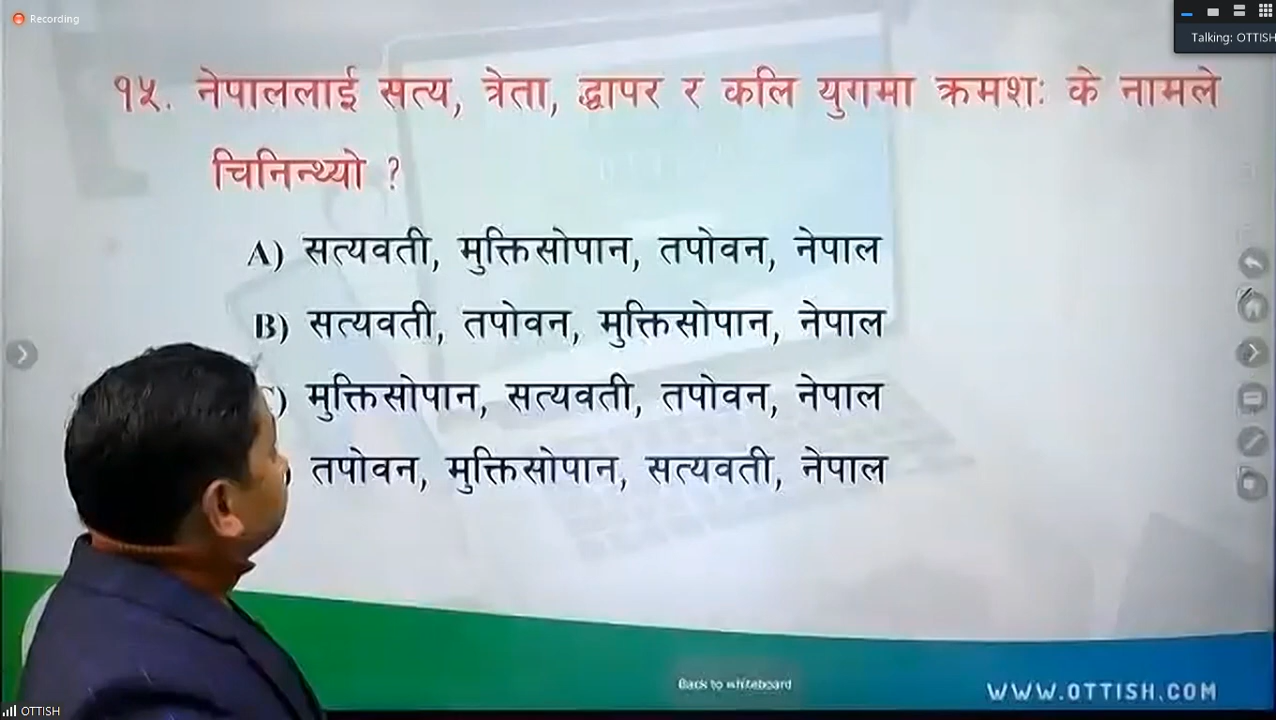 Recording
Talking: OTTISH
१५. नेपाललाई सत्य, त्रेता, द्धापर र कलि युगमा क्रमशः के नामले
चिनिन्थ्यो ?
A) सत्यवती, मुक्तिसोपान, तपोवन, नेपाल
B) सत्यवती, तपोवन, मुक्तिसोपान, नेपाल
C) मुक्तिसोपान, सत्यवती, तपोवन, नेपाल
) तपोवन, मुक्तिसोपान, सत्यवती, नेपाल
Back to whiteboard
WWW.OTTISH.COM
OTTISH